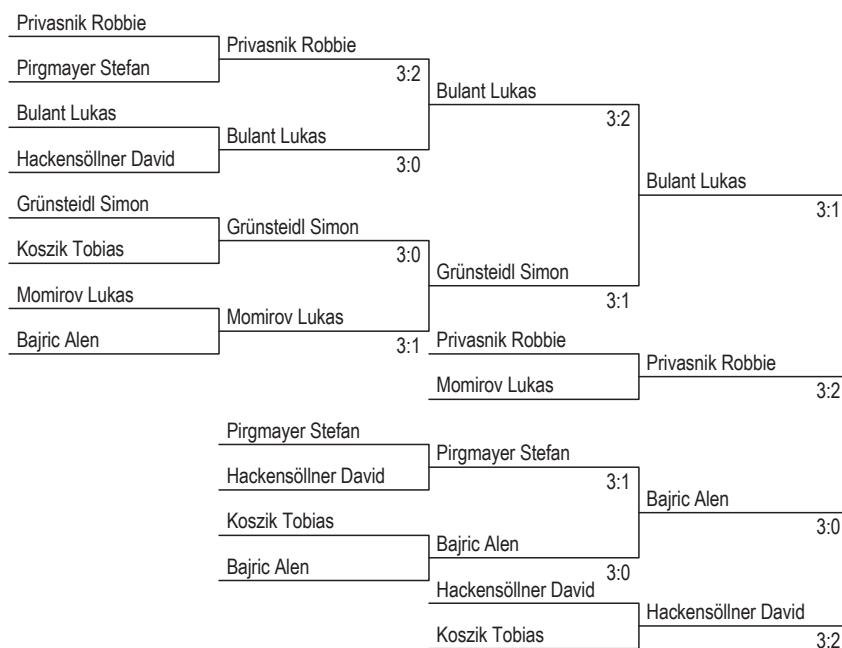 Privasnik Robbie
Privasnik Robbie
Pirgmayer Stefan
3:2
Bulant Lukas
Bulant Lukas
3:2
Bulant Lukas
Hackensöllner David
3:0
Bulant Lukas
3:1
Grünsteidl Simon
Grünsteidl Simon
Koszik Tobias
3:0
Grünsteidl Simon
3:1
Momirov Lukas
Momirov Lukas
Bajric Alen
3:1
Privasnik Robbie
Privasnik Robbie
Momirov Lukas
3:2
Pirgmayer Stefan
Pirgmayer Stefan
Hackensöllner David
3:1
Bajric Alen
3:0
Koszik Tobias
Bajric Alen
Bajric Alen
3:0
Hackensöllner David
Hackensöllner David
Koszik Tobias
3:2